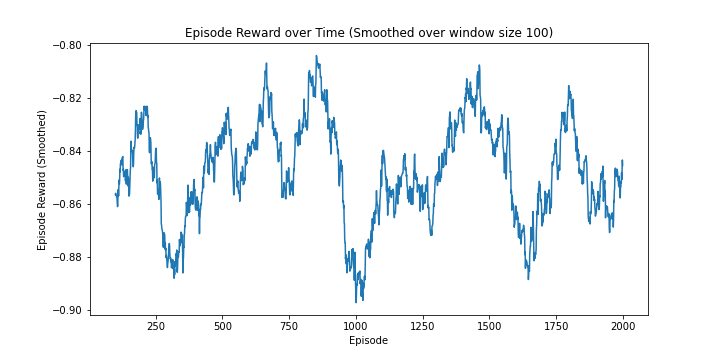 Episode Reward over Time (Smoothed over window size 100)
−0.80
−0.82
−0.84
−0.86
−0.88
−0.90
Episode Reward (Smoothed)
250 500 750 1000 1250 1500 1750 2000
Episode